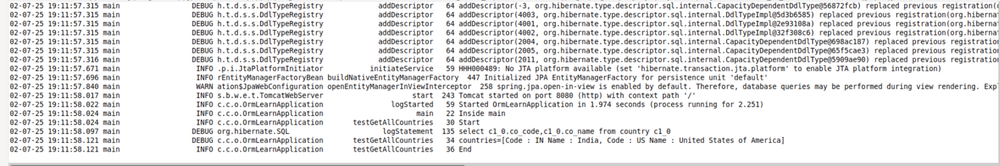 02-07-25 19:11:57.315 main DEBUG h.t.d.s.s.DdlTypeRegistry addDescriptor 64 addDescriptor(-3, org.hibernate.type.descriptor.sql.internal.CapacityDependentDdlType@56872fcb) replaced previous registration(
02-07-25 19:11:57.315 main DEBUG h.t.d.s.s.DdlTypeRegistry addDescriptor 64 addDescriptor(4003, org.hibernate.type.descriptor.sql.internal.DdlTypeImpl@5d3b6585) replaced previous registration(org.hibernat
02-07-25 19:11:57.315 main DEBUG h.t.d.s.s.DdlTypeRegistry addDescriptor 64 addDescriptor(4001, org.hibernate.type.descriptor.sql.internal.DdlTypeImpl@2e93108a) replaced previous registration(org.hibernat
02-07-25 19:11:57.315 main DEBUG h.t.d.s.s.DdlTypeRegistry addDescriptor 64 addDescriptor(4002, org.hibernate.type.descriptor.sql.internal.DdlTypeImpl@32f308c6) replaced previous registration(org.hibernat
02-07-25 19:11:57.315 main DEBUG h.t.d.s.s.DdlTypeRegistry addDescriptor 64 addDescriptor(2004, org.hibernate.type.descriptor.sql.internal.CapacityDependentDdlType@698ac187) replaced previous registration
02-07-25 19:11:57.315 main DEBUG h.t.d.s.s.DdlTypeRegistry addDescriptor 64 addDescriptor(2005, org.hibernate.type.descriptor.sql.internal.CapacityDependentDdlType@65f5cae3) replaced previous registration
02-07-25 19:11:57.316 main DEBUG h.t.d.s.s.DdlTypeRegistry addDescriptor 64 addDescriptor(2011, org.hibernate.type.descriptor.sql.internal.CapacityDependentDdlType@5909ae90) replaced previous registration
02-07-25 19:11:57.671 main INFO .p.i.JtaPlatformInitiator initiateService 59 HHH000489: No JTA platform available (set 'hibernate.transaction.jta.platform' to enable JTA platform integration)
02-07-25 19:11:57.696 main INFO rEntityManagerFactoryBean buildNativeEntityManagerFactory 447 Initialized JPA EntityManagerFactory for persistence unit 'default'
02-07-25 19:11:57.840 main WARN ation$JpaWebConfiguration openEntityManagerInViewInterceptor 258 spring.jpa.open-in-view is enabled by default. Therefore, database queries may be performed during view rendering. Expl
02-07-25 19:11:58.017 main INFO s.b.w.e.t.TomcatWebServer start 243 Tomcat started on port 8080 (http) with context path '/'
02-07-25 19:11:58.022 main INFO c.c.o.OrmLearnApplication logStarted 59 Started OrmLearnApplication in 1.974 seconds (process running for 2.251)
02-07-25 19:11:58.024 main INFO c.c.o.OrmLearnApplication main 22 Inside main
02-07-25 19:11:58.024 main INFO c.c.o.OrmLearnApplication testGetAllCountries 30 Start
02-07-25 19:11:58.097 main DEBUG org.hibernate.SQL logStatement 135 select c1_0.co_code,c1_0.co_name from country c1_0
02-07-25 19:11:58.121 main DEBUG c.c.o.OrmLearnApplication testGetAllCountries 34 countries=[Code : IN Name : India, Code : US Name : United States of America]
02-07-25 19:11:58.121 main INFO c.c.o.OrmLearnApplication testGetAllCountries 36 End